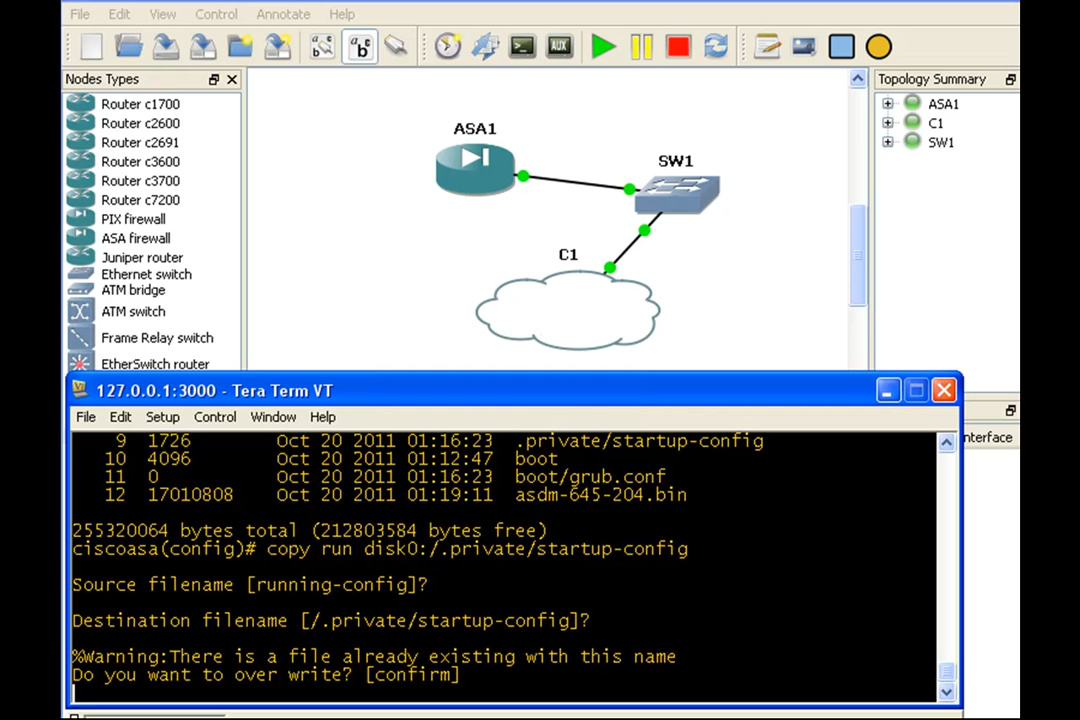 File Edit View Control Annotate Help
Nodes Types
Router c1700
Router c2600
Router c2691
Router c3600
Router c3700
Router c7200
PIX firewall
ASA firewall
Juniper router
Ethernet switch
ATM bridge
ATM switch
Frame Relay switch
EtherSwitch router
AUX
ASA1
SW1
C1
Topology Summary
ASA1
C1
SW1
nterface
127.0.0.1:3000 - Tera Term VT
File Edit Setup Control Window Help
9 1726 Oct 20 2011 01:16:23 .private/startup-config
10 4096 Oct 20 2011 01:12:47 boot
11 0 Oct 20 2011 01:16:23 boot/grub.conf
12 17010808 Oct 20 2011 01:19:11 asdm-645-204.bin
255320064 bytes total (212803584 bytes free)
ciscoasa(config)# copy run disk0:/.private/startup-config
Source filename [running-config]?
Destination filename [/.private/startup-config]?
%Warning:There is a file already existing with this name
Do you want to over write? [confirm]